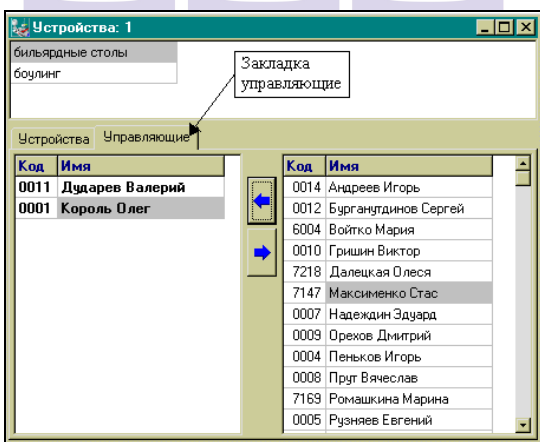 Устройства: 1
бильярдные столы
боулинг
Закладка
управляющие
Устройства Управляющие
Код Имя
0011 Дударев Валерий
0001 Король Олег
Код Имя
0014 Андреев Игорь
0012 Бурганутдинов Сергей
6004 Войтко Мария
0010 Гришин Виктор
7218 Далецкая Олеся
7147 Максименко Стас
0007 Надеждин Эдуард
0009 Орехов Дмитрий
0004 Пеньков Игорь
0008 Прут Вячеслав
7169 Ромашкина Марина
0005 Рузняев Евгений